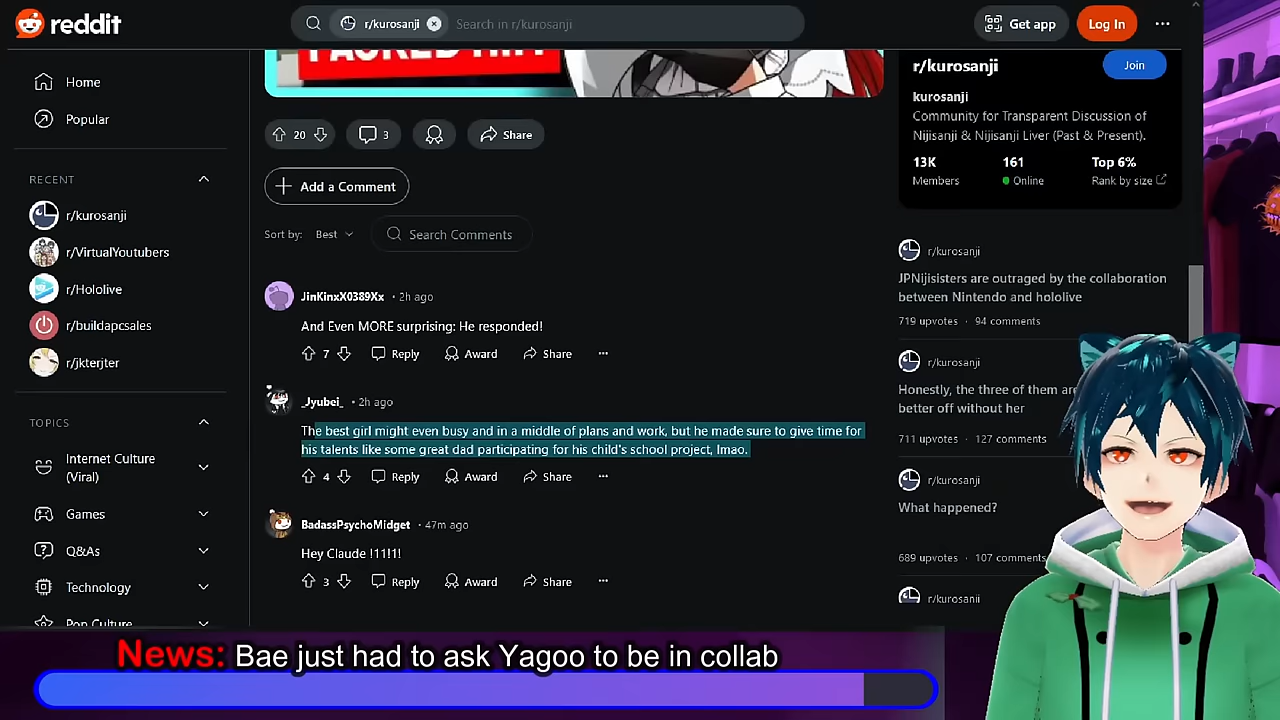 reddit
r/kurosanji
Search in r/kurosanji
Get app
Log In
Home
Popular
RECENT
r/kurosanji
r/VirtualYoutubers
r/Hololive
r/buildapcsales
r/jkterjter
TOPICS
Internet Culture
(Viral)
Games
Q&As
Technology
Pop Culture
20
3
Share
Add a Comment
Sort by:
Best
Search Comments
JinKinxX0389Xx • 2h ago
And Even MORE surprising: He responded!
7
Reply
Award
Share
_Jyubei_ • 2h ago
The best girl might even busy and in a middle of plans and work, but he made sure to give time for
his talents like some great dad participating for his child's school project, lmao.
4
Reply
Award
Share
BadassPsychoMidget • 47m ago
Hey Claude !11!1!
3
Reply
Award
Share
r/kurosanji
Join
kurosanji
Community for Transparent Discussion of
Nijisanji & Nijisanji Liver (Past & Present).
13K
161
Top 6%
Members
Online
Rank by size
r/kurosanji
JPNijisisters are outraged by the collaboration
between Nintendo and hololive
719 upvotes • 94 comments
r/kurosanji
Honestly, the three of them are
better off without her
711 upvotes • 127 comments
r/kurosanji
What happened?
689 upvotes • 107 comments
r/kurosanji
News: Bae just had to ask Yagoo to be in collab